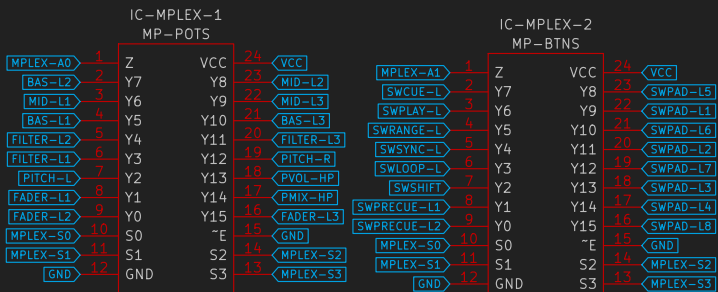 IC-MPLEX-1
MP-POTS
MPLEX-A0 1 Z VCC 24 VCC
BAS-L2 2 Y7 Y8 23 MID-L2
MID-L1 3 Y6 Y9 22 MID-L3
BAS-L1 4 Y5 Y10 21 BAS-L3
FILTER-L2 5 Y4 Y11 20 FILTER-L3
FILTER-L1 6 Y3 Y12 19 PITCH-R
PITCH-L 7 Y2 Y13 18 PVOL-HP
FADER-L1 8 Y1 Y14 17 PMIX-HP
FADER-L2 9 Y0 Y15 16 FADER-L3
MPLEX-S0 10 S0 ~E 15 GND
MPLEX-S1 11 S1 S2 14 MPLEX-S2
GND 12 GND S3 13 MPLEX-S3
IC-MPLEX-2
MP-BTNS
MPLEX-A1 1 Z VCC 24 VCC
SWCUE-L 2 Y7 Y8 23 SWPAD-L5
SWPLAY-L 3 Y6 Y9 22 SWPAD-L1
SWRANGE-L 4 Y5 Y10 21 SWPAD-L6
SWSYNC-L 5 Y4 Y11 20 SWPAD-L2
SWLOOP-L 6 Y3 Y12 19 SWPAD-L7
SWSHIFT 7 Y2 Y13 18 SWPAD-L3
SWPRECUE-L1 8 Y1 Y14 17 SWPAD-L4
SWPRECUE-L2 9 Y0 Y15 16 SWPAD-L8
MPLEX-S0 10 S0 ~E 15 GND
MPLEX-S1 11 S1 S2 14 MPLEX-S2
GND 12 GND S3 13 MPLEX-S3